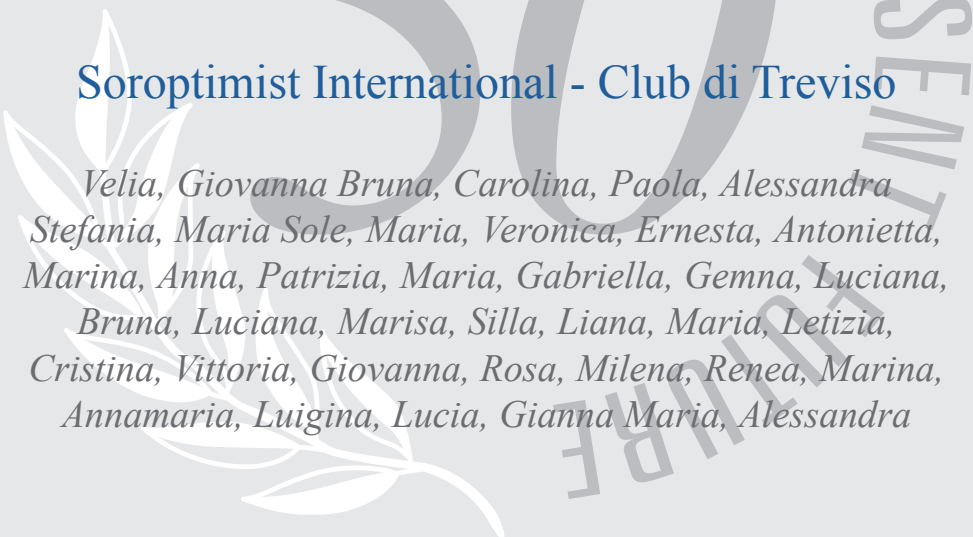 Soroptimist International - Club di Treviso
Velia, Giovanna Bruna, Carolina, Paola, Alessandra
Stefania, Maria Sole, Maria, Veronica, Ernesta, Antonietta,
Marina, Anna, Patrizia, Maria, Gabriella, Gemna, Luciana,
Bruna, Luciana, Marisa, Silla, Liana, Maria, Letizia,
Cristina, Vittoria, Giovanna, Rosa, Milena, Renea, Marina,
Annamaria, Luigina, Lucia, Gianna Maria, Alessandra
SENT
FUTURE